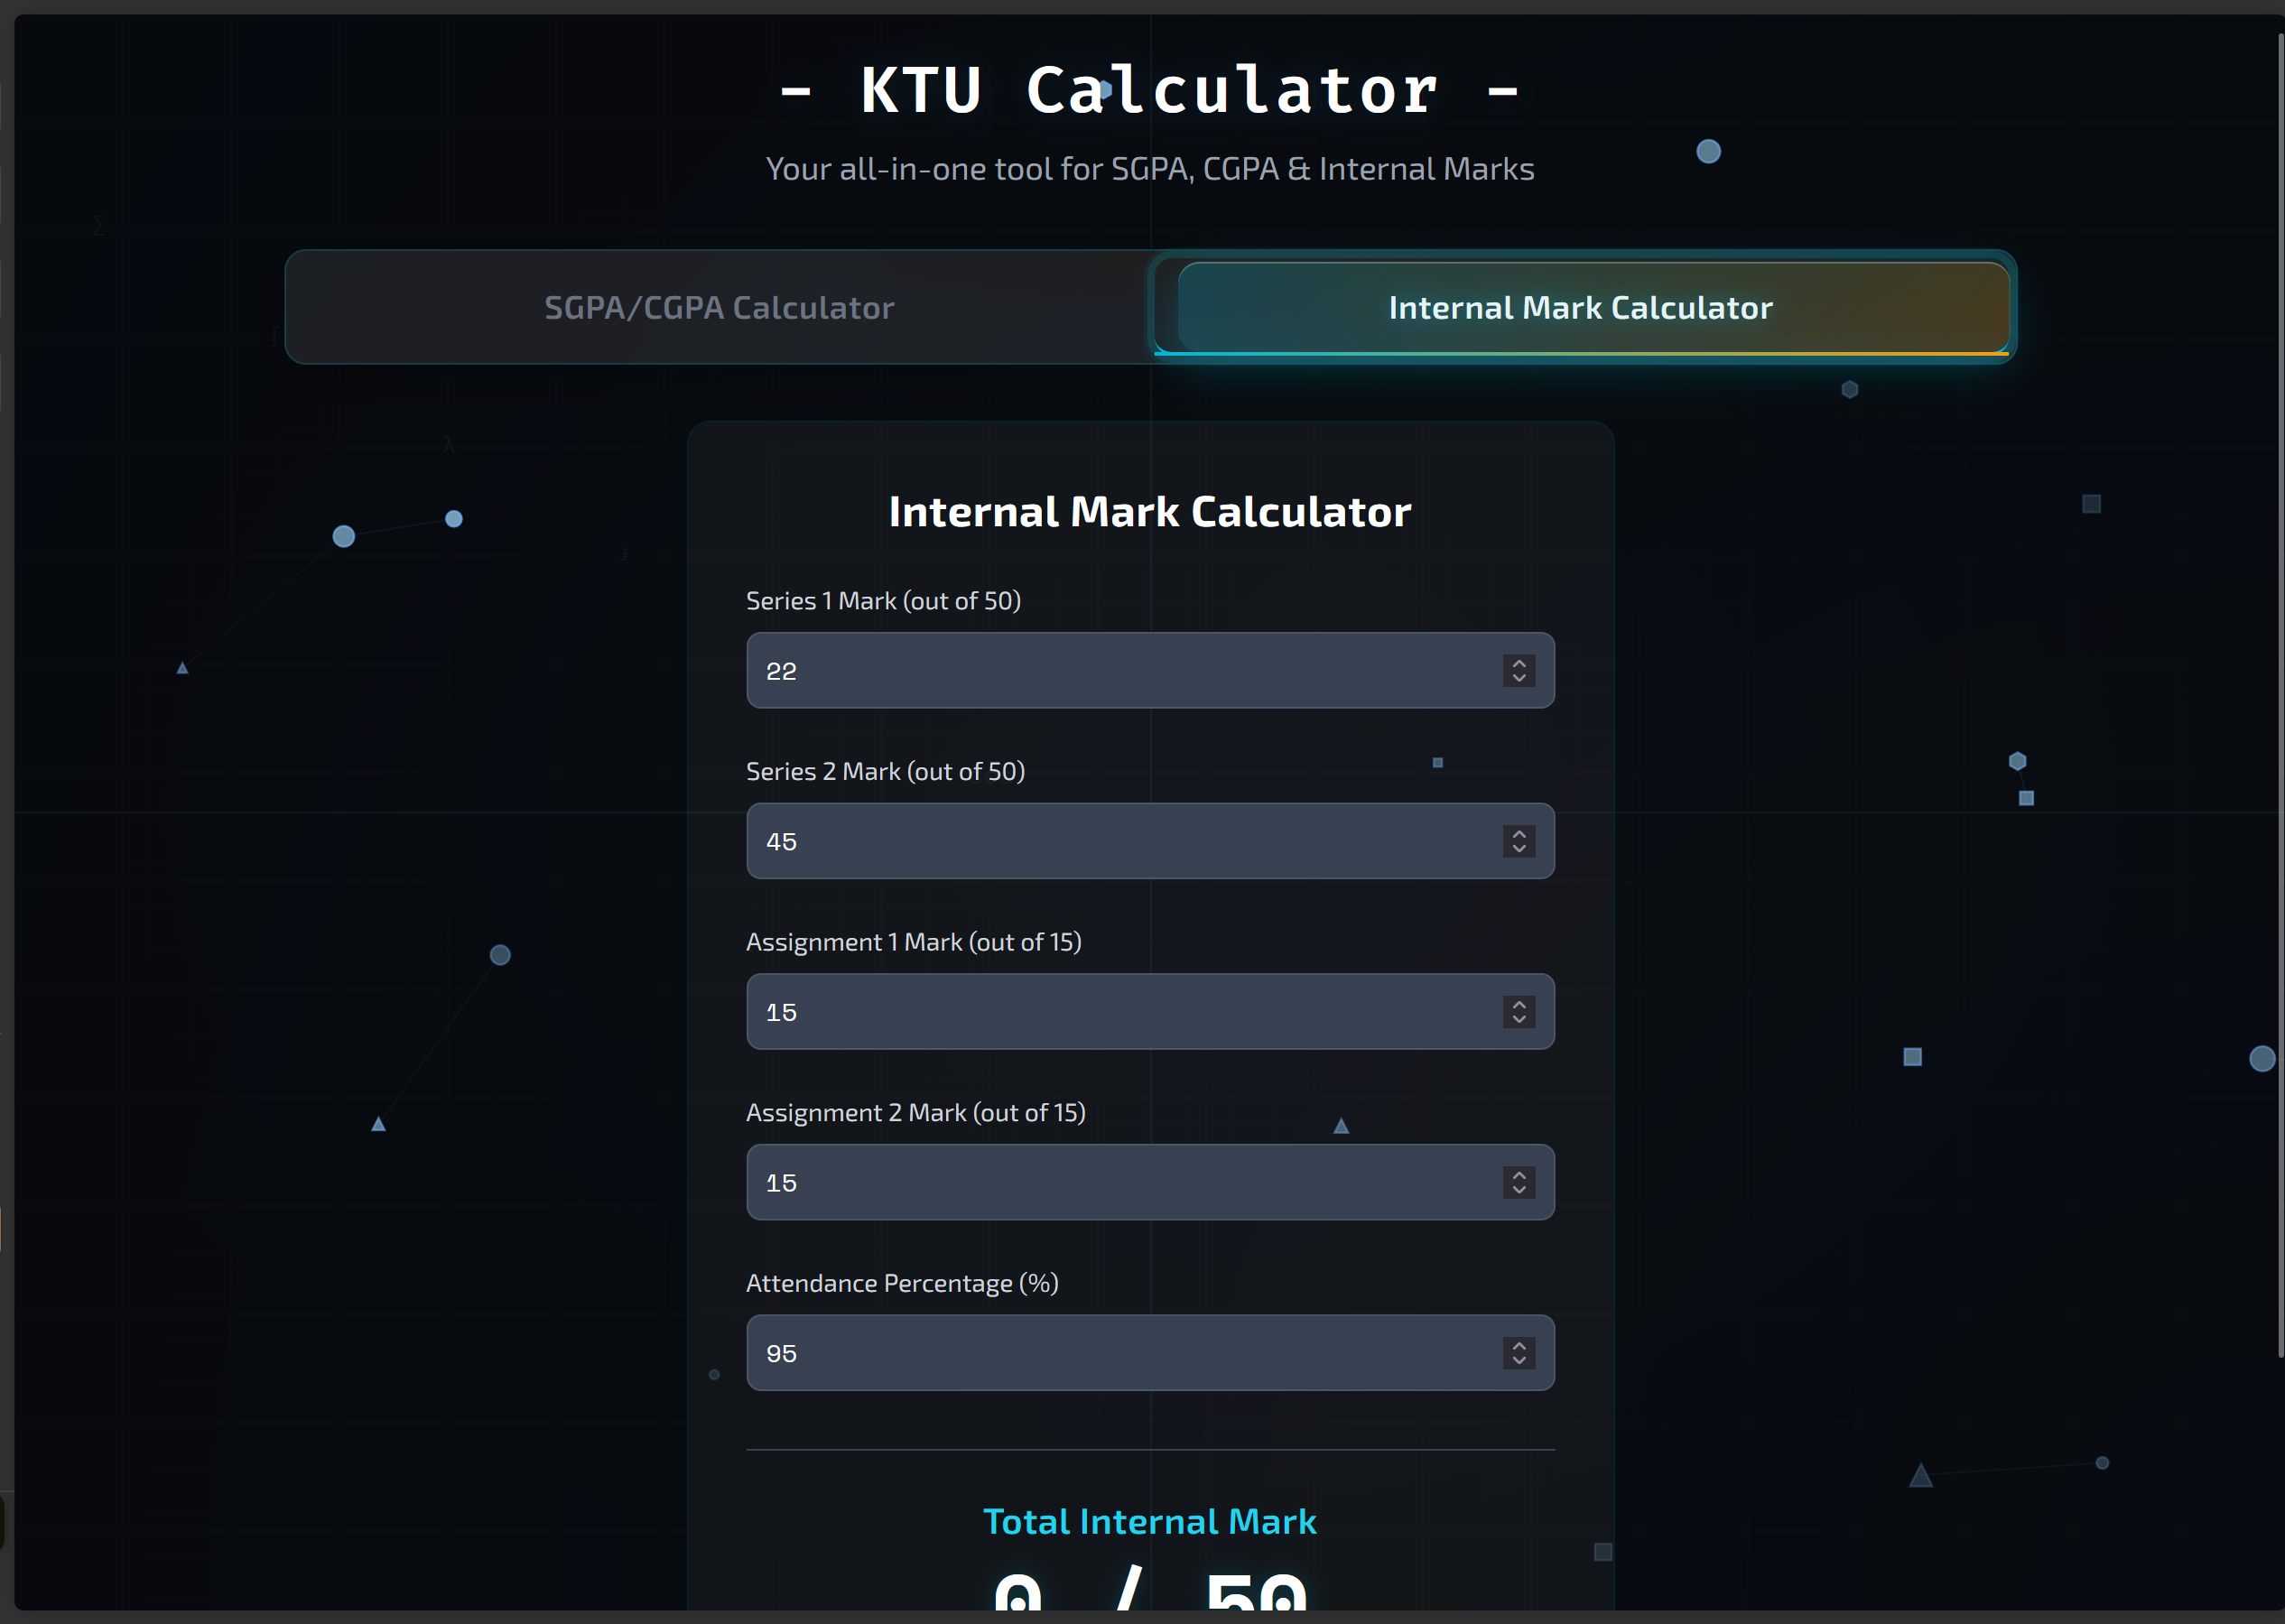 - KTU Calculator -
Your all-in-one tool for SGPA, CGPA & Internal Marks
SGPA/CGPA Calculator
Internal Mark Calculator
Σ
∫
λ
Internal Mark Calculator
Series 1 Mark (out of 50)
22
Series 2 Mark (out of 50)
45
Assignment 1 Mark (out of 15)
15
Assignment 2 Mark (out of 15)
15
Attendance Percentage (%)
95
Total Internal Mark
0 / 50